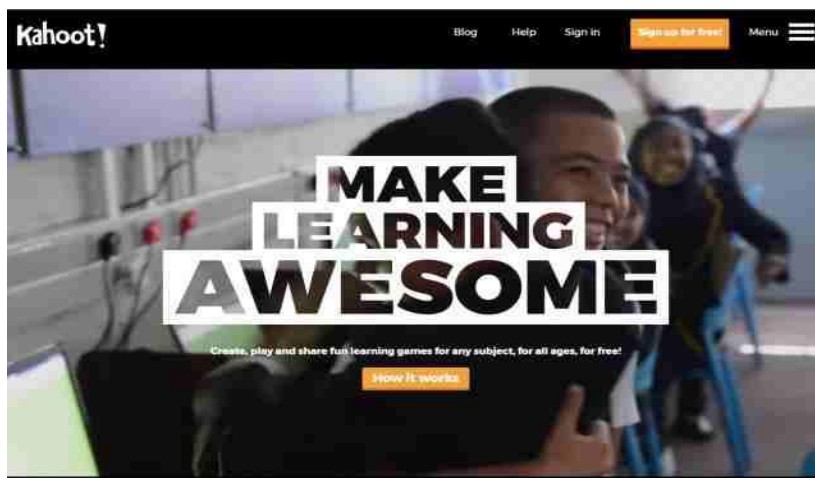 Kahoot!
Blog Help Sign in Sign up for free! Menu
MAKE
LEARNING
AWESOME
Create, play and share fun learning games for any subject, for all ages, for free!
How it works